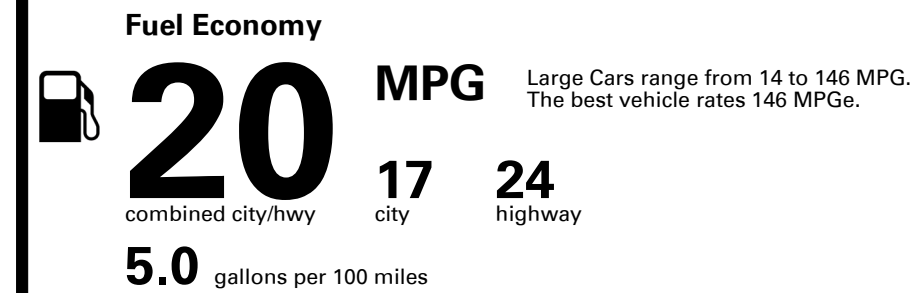 Fuel Economy
20 MPG
Large Cars range from 14 to 146 MPG.
The best vehicle rates 146 MPGe.
17 24
combined city/hwy city highway
5.0 gallons per 100 miles